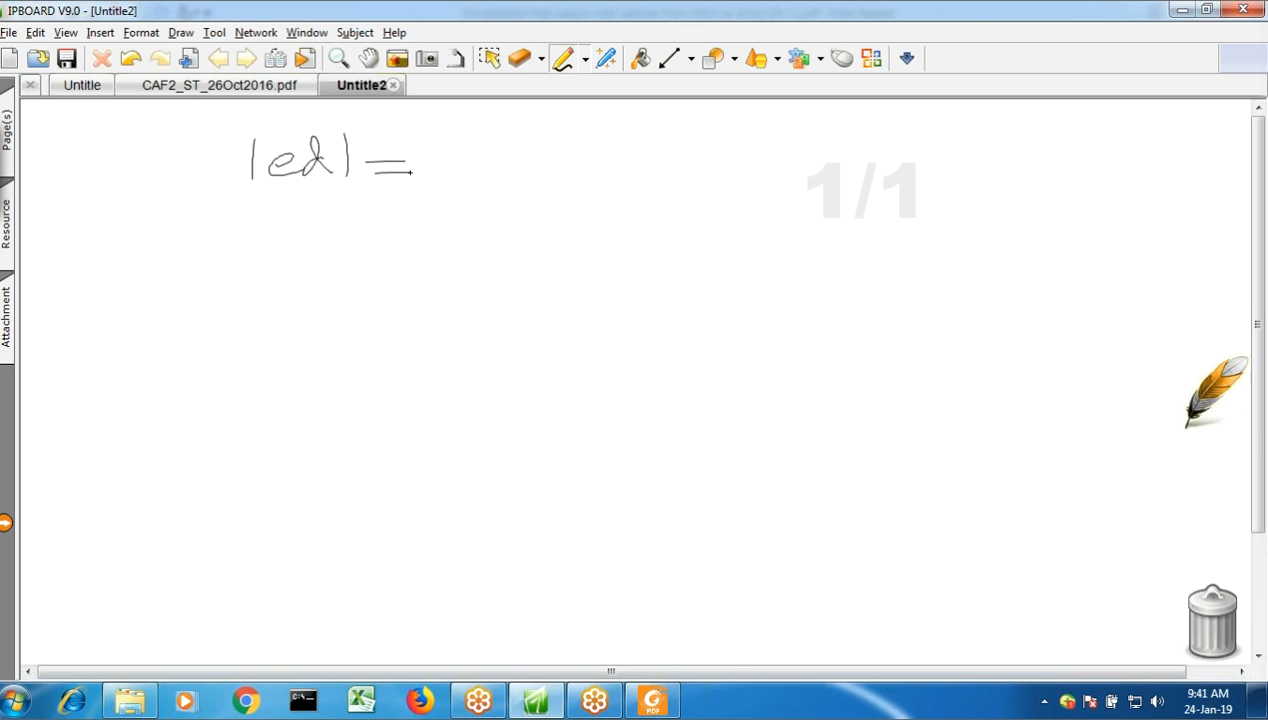 IPBOARD V9.0 - [Untitle2]
File Edit View Insert Format Draw Tool Network Window Subject Help
Untitle CAF2_ST_26Oct2016.pdf Untitle2
Page(s)
Resource
Attachment
|ed| =
1/1
9:41 AM
24-Jan-19